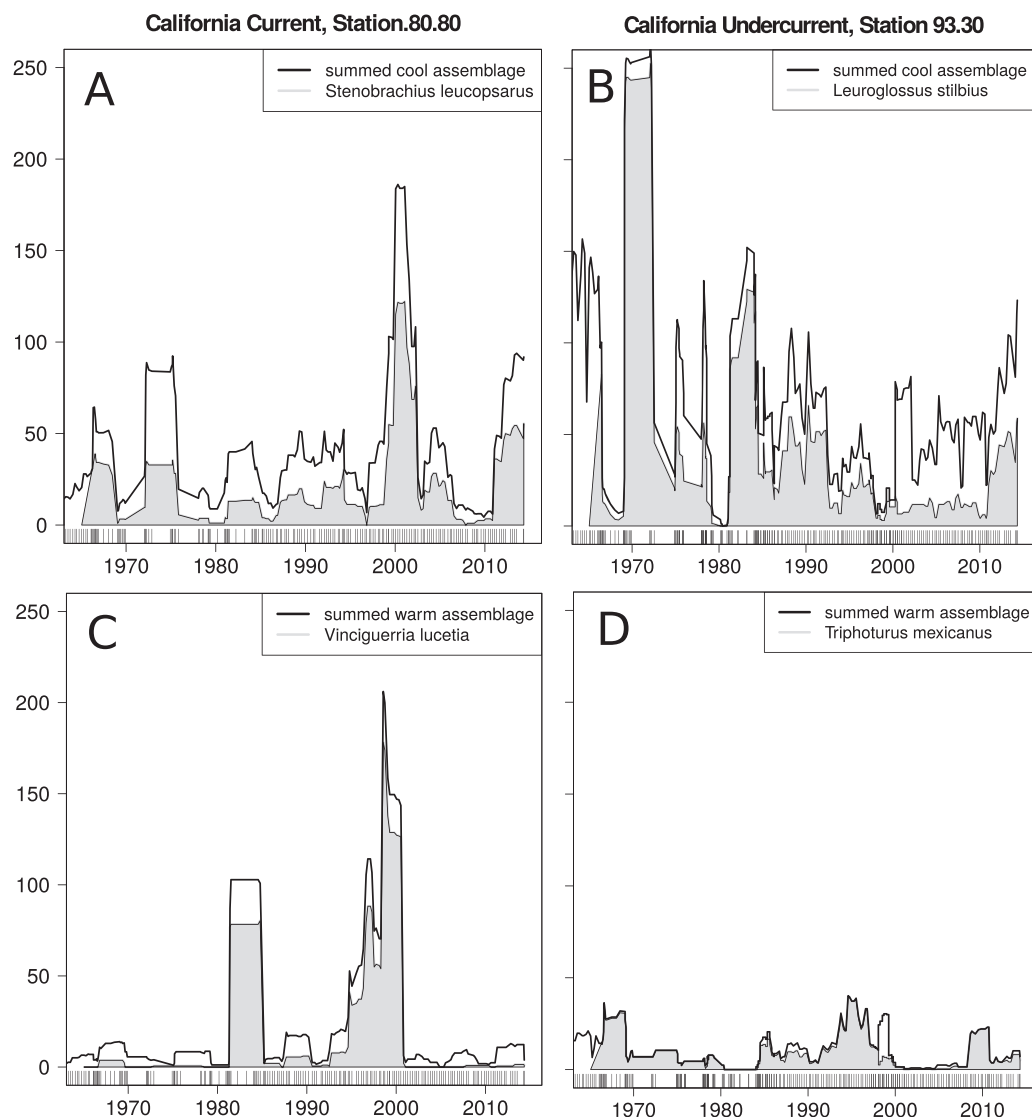 California Current, Station.80.80
California Undercurrent, Station 93.30
A
summed cool assemblage
Stenobrachius leucopsarus
250
200
150
100
50
0
1970 1980 1990 2000 2010
B
summed cool assemblage
Leuroglossus stilbius
1970 1980 1990 2000 2010
C
summed warm assemblage
Vinciguerria lucetia
250
200
150
100
50
0
1970 1980 1990 2000 2010
D
summed warm assemblage
Triphoturus mexicanus
1970 1980 1990 2000 2010